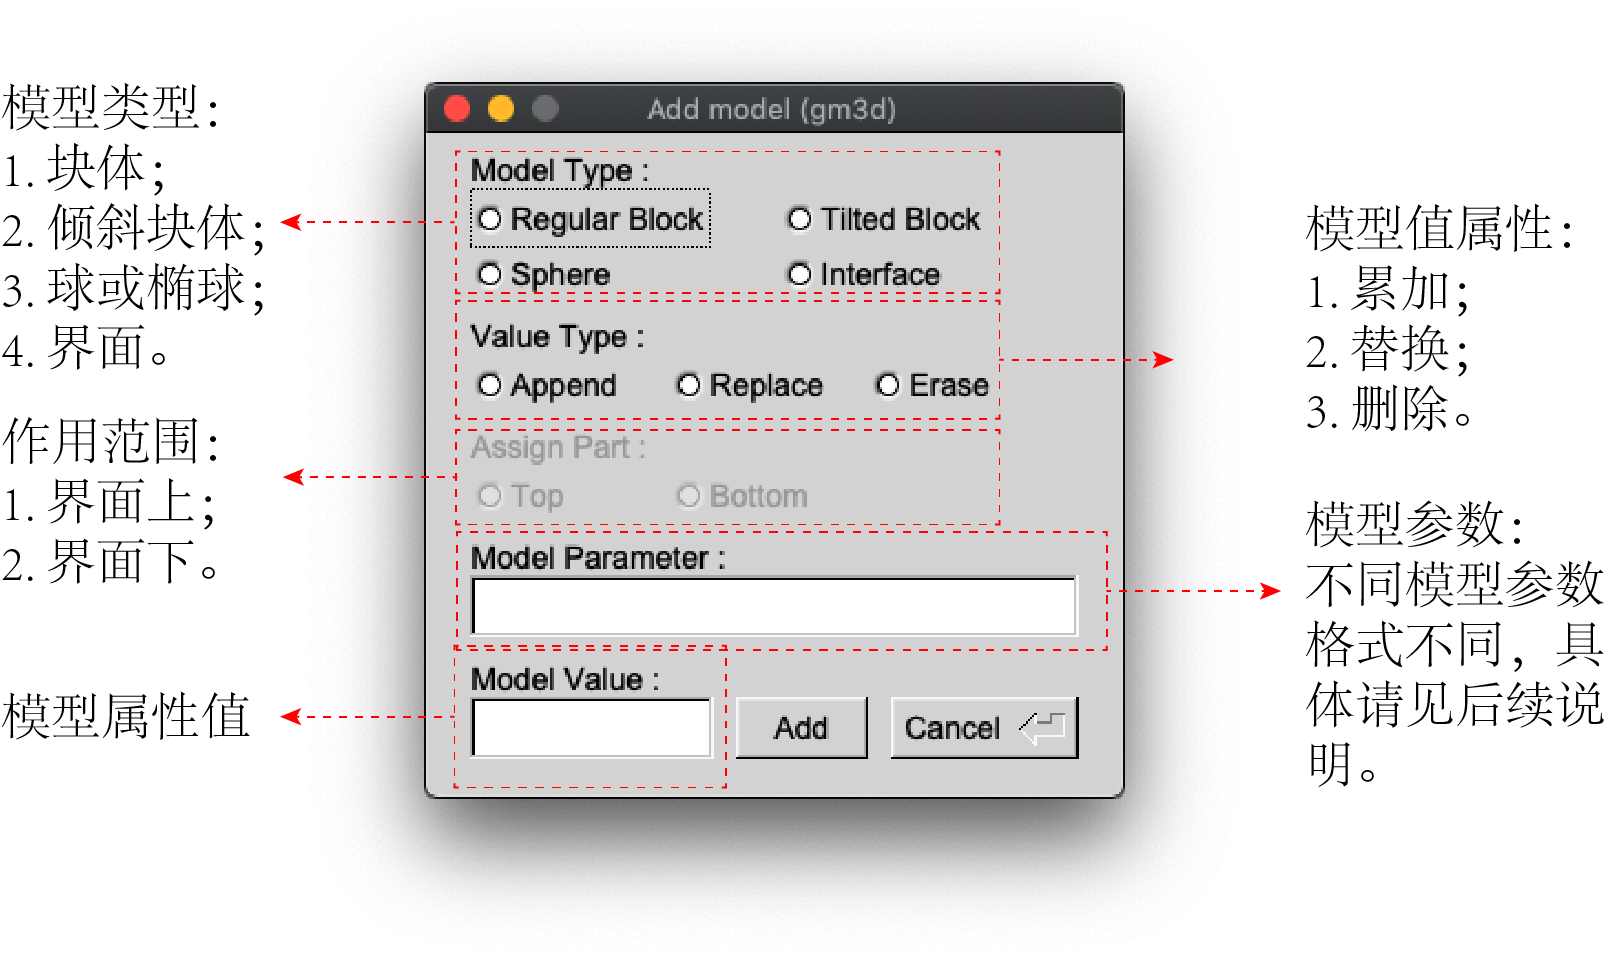 模型类型：
1. 块体；
2. 倾斜块体；
3. 球或椭球；
4. 界面。
作用范围：
1. 界面上；
2. 界面下。
模型属性值
Add model (gm3d)
Model Type :
Regular Block
Tilted Block
Sphere
Interface
Value Type :
Append
Replace
Erase
Assign Part :
Top
Bottom
Model Parameter :
Model Value :
Add
Cancel
模型值属性：
1. 累加；
2. 替换；
3. 删除。
模型参数：
不同模型参数
格式不同，具
体请见后续说
明。